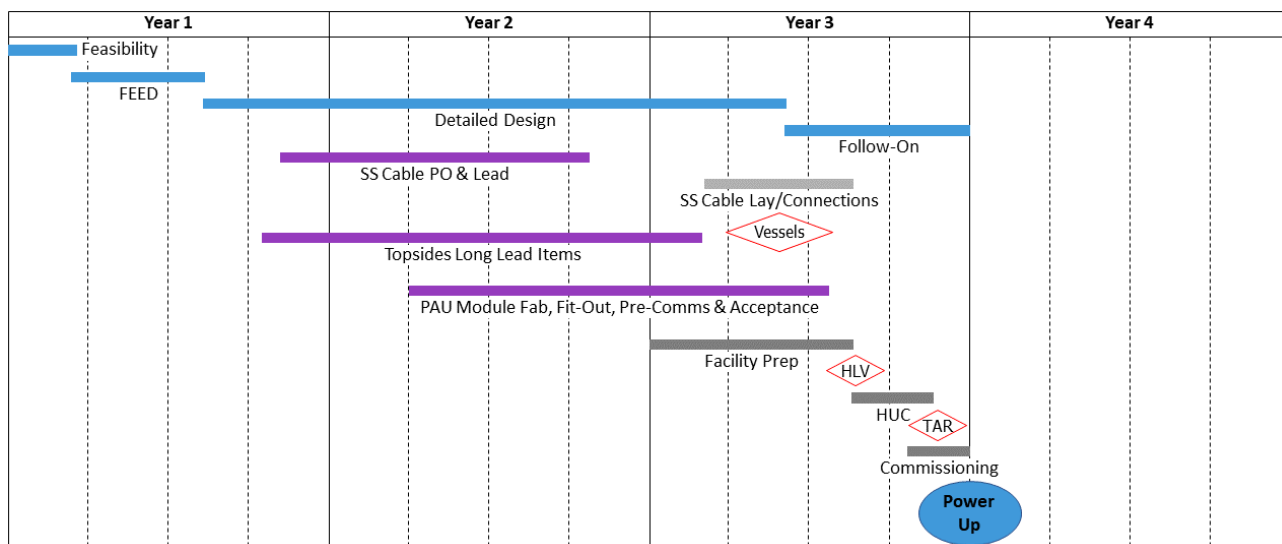 Year 1
Year 2
Year 3
Year 4
Feasibility
FEED
Detailed Design
Follow-On
SS Cable PO & Lead
SS Cable Lay/Connections
Vessels
Topsides Long Lead Items
PAU Module Fab, Fit-Out, Pre-Comms & Acceptance
Facility Prep
HLV
HUC
TAR
Commissioning
Power
Up